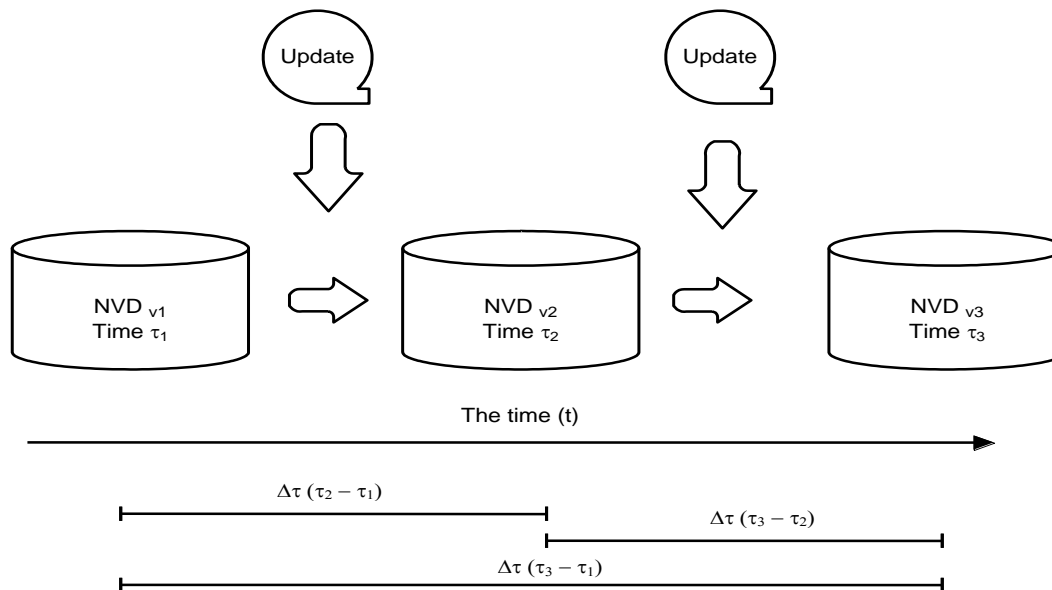 Update
Update
NVD v1
Time τ1
NVD v2
Time τ2
NVD v3
Time τ3
The time (t)
Δτ (τ2 – τ1)
Δτ (τ3 – τ2)
Δτ (τ3 – τ1)